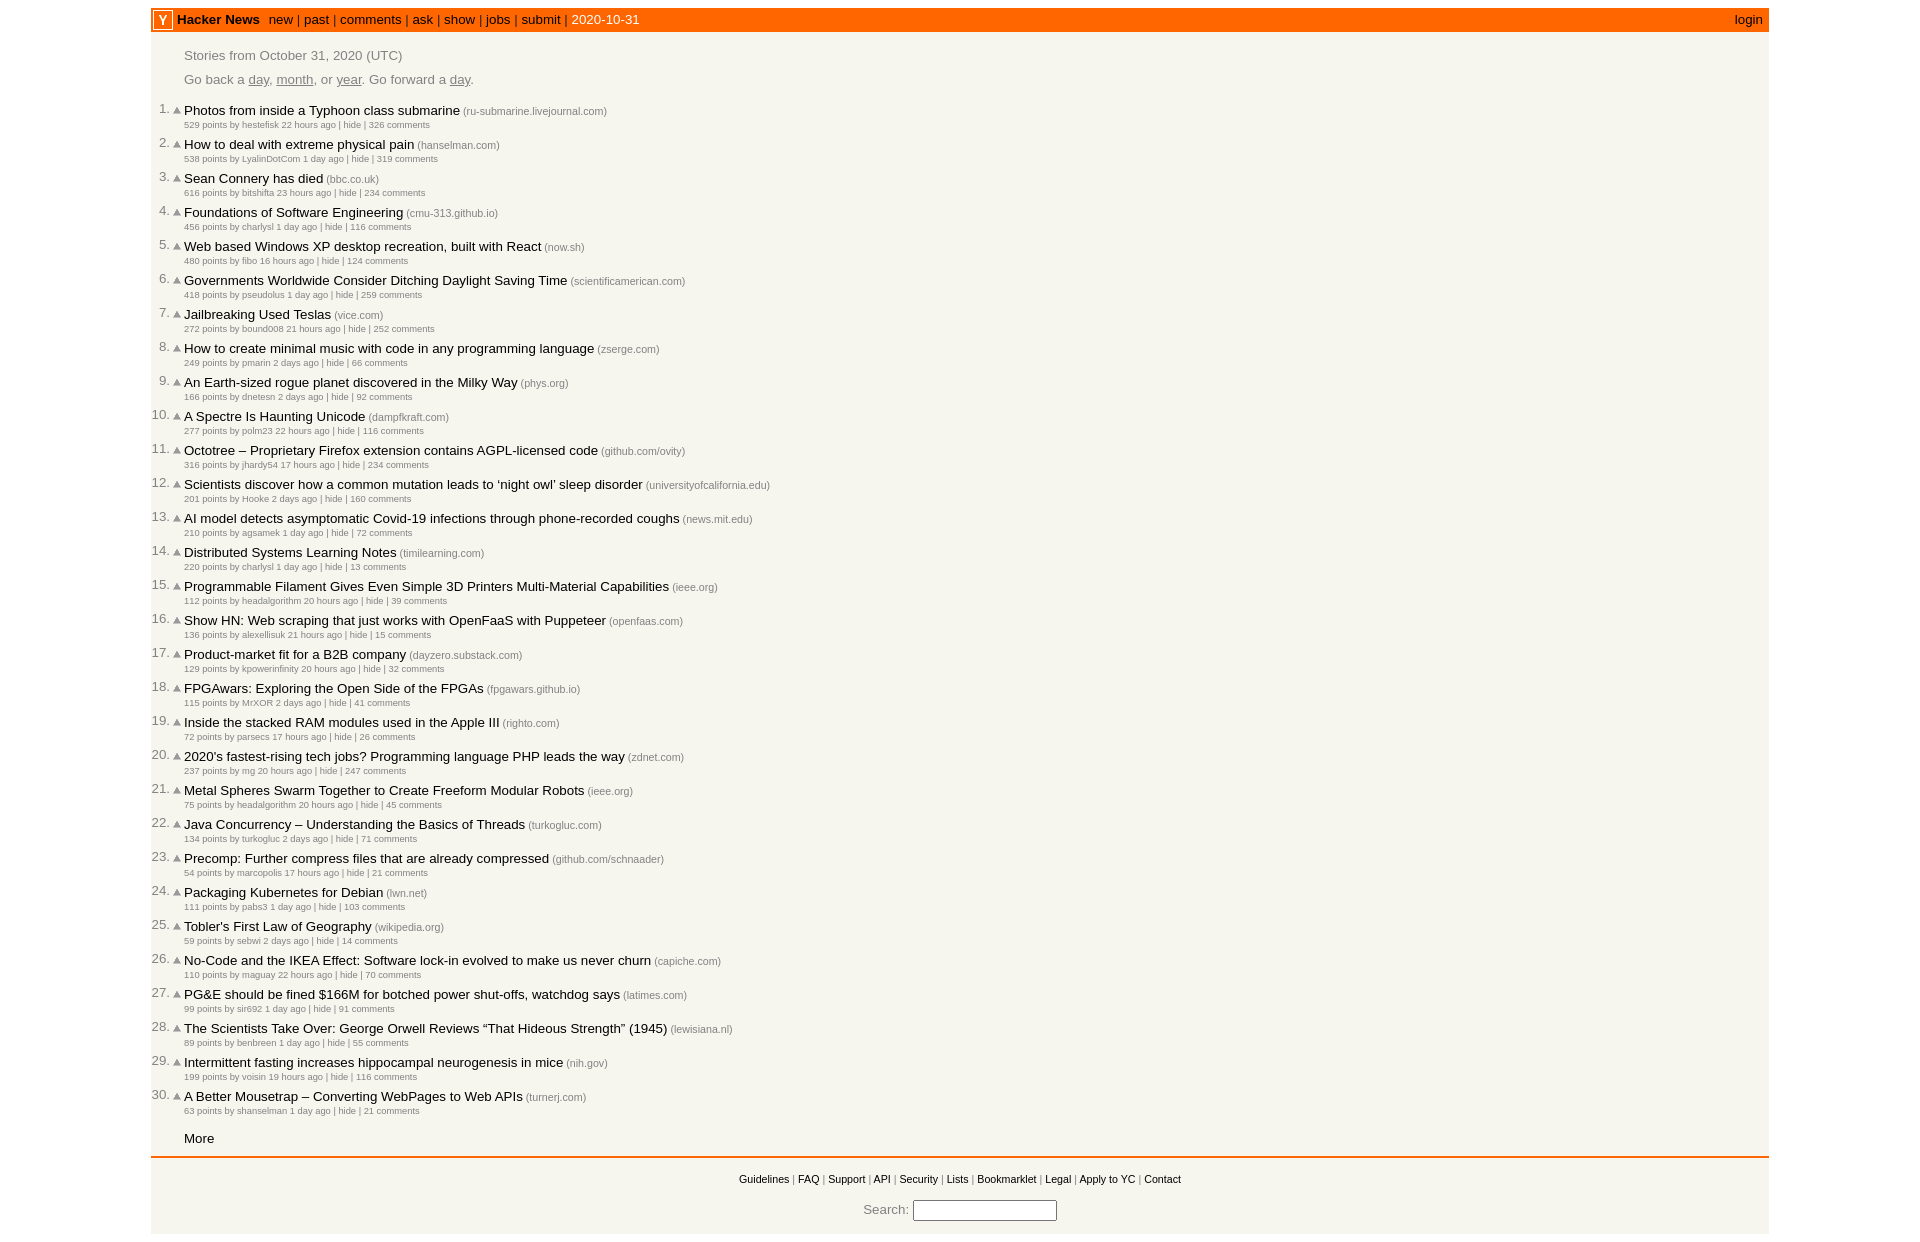 Y Hacker News new | past | comments | ask | show | jobs | submit | 2020-10-31 login
Stories from October 31, 2020 (UTC)
Go back a day, month, or year. Go forward a day.
1. Photos from inside a Typhoon class submarine (ru-submarine.livejournal.com)
529 points by hestefisk 22 hours ago | hide | 326 comments
2. How to deal with extreme physical pain (hanselman.com)
538 points by LyalinDotCom 1 day ago | hide | 319 comments
3. Sean Connery has died (bbc.co.uk)
616 points by bitshifta 23 hours ago | hide | 234 comments
4. Foundations of Software Engineering (cmu-313.github.io)
456 points by charlysl 1 day ago | hide | 116 comments
5. Web based Windows XP desktop recreation, built with React (now.sh)
480 points by fibo 16 hours ago | hide | 124 comments
6. Governments Worldwide Consider Ditching Daylight Saving Time (scientificamerican.com)
418 points by pseudolus 1 day ago | hide | 259 comments
7. Jailbreaking Used Teslas (vice.com)
272 points by bound008 21 hours ago | hide | 252 comments
8. How to create minimal music with code in any programming language (zserge.com)
249 points by pmarin 2 days ago | hide | 66 comments
9. An Earth-sized rogue planet discovered in the Milky Way (phys.org)
166 points by dnetesn 2 days ago | hide | 92 comments
10. A Spectre Is Haunting Unicode (dampfkraft.com)
277 points by polm23 22 hours ago | hide | 116 comments
11. Octotree – Proprietary Firefox extension contains AGPL-licensed code (github.com/ovity)
316 points by jhardy54 17 hours ago | hide | 234 comments
12. Scientists discover how a common mutation leads to ‘night owl’ sleep disorder (universityofcalifornia.edu)
201 points by Hooke 2 days ago | hide | 160 comments
13. AI model detects asymptomatic Covid-19 infections through phone-recorded coughs (news.mit.edu)
210 points by agsamek 1 day ago | hide | 72 comments
14. Distributed Systems Learning Notes (timilearning.com)
220 points by charlysl 1 day ago | hide | 13 comments
15. Programmable Filament Gives Even Simple 3D Printers Multi-Material Capabilities (ieee.org)
112 points by headalgorithm 20 hours ago | hide | 39 comments
16. Show HN: Web scraping that just works with OpenFaaS with Puppeteer (openfaas.com)
136 points by alexellisuk 21 hours ago | hide | 15 comments
17. Product-market fit for a B2B company (dayzero.substack.com)
129 points by kpowerinfinity 20 hours ago | hide | 32 comments
18. FPGAwars: Exploring the Open Side of the FPGAs (fpgawars.github.io)
115 points by MrXOR 2 days ago | hide | 41 comments
19. Inside the stacked RAM modules used in the Apple III (righto.com)
72 points by parsecs 17 hours ago | hide | 26 comments
20. 2020's fastest-rising tech jobs? Programming language PHP leads the way (zdnet.com)
237 points by mg 20 hours ago | hide | 247 comments
21. Metal Spheres Swarm Together to Create Freeform Modular Robots (ieee.org)
75 points by headalgorithm 20 hours ago | hide | 45 comments
22. Java Concurrency – Understanding the Basics of Threads (turkogluc.com)
134 points by turkogluc 2 days ago | hide | 71 comments
23. Precomp: Further compress files that are already compressed (github.com/schnaader)
54 points by marcopolis 17 hours ago | hide | 21 comments
24. Packaging Kubernetes for Debian (lwn.net)
111 points by pabs3 1 day ago | hide | 103 comments
25. Tobler's First Law of Geography (wikipedia.org)
59 points by sebwi 2 days ago | hide | 14 comments
26. No-Code and the IKEA Effect: Software lock-in evolved to make us never churn (capiche.com)
110 points by maguay 22 hours ago | hide | 70 comments
27. PG&E should be fined $166M for botched power shut-offs, watchdog says (latimes.com)
99 points by sir692 1 day ago | hide | 91 comments
28. The Scientists Take Over: George Orwell Reviews “That Hideous Strength” (1945) (lewisiana.nl)
89 points by benbreen 1 day ago | hide | 55 comments
29. Intermittent fasting increases hippocampal neurogenesis in mice (nih.gov)
199 points by voisin 19 hours ago | hide | 116 comments
30. A Better Mousetrap – Converting WebPages to Web APIs (turnerj.com)
63 points by shanselman 1 day ago | hide | 21 comments
More
Guidelines | FAQ | Support | API | Security | Lists | Bookmarklet | Legal | Apply to YC | Contact
Search: